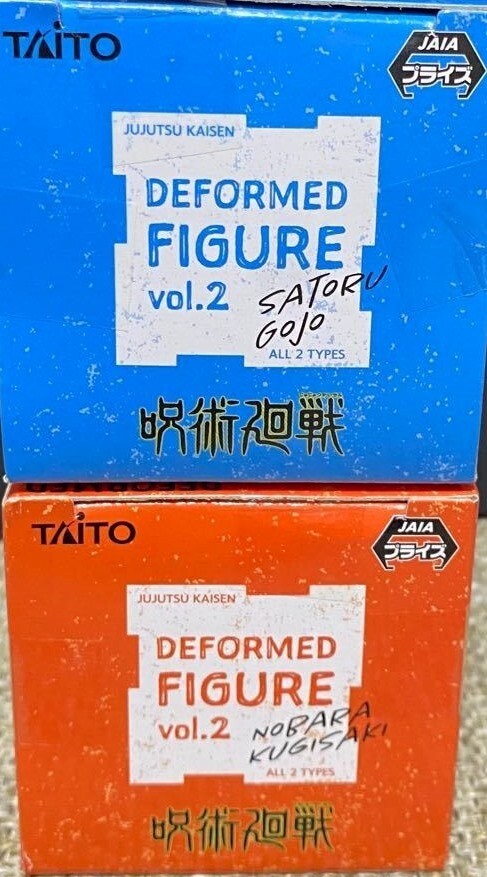 TAITO
JAIA
プライズ
JUJUTSU KAISEN
DEFORMED
FIGURE
vol.2
SATORU
GOJO
ALL 2 TYPES
呪術廻戦
TAITO
JAIA
プライズ
JUJUTSU KAISEN
DEFORMED
FIGURE
vol.2
NOBARA
KUGISAKI
ALL 2 TYPES
呪術廻戦